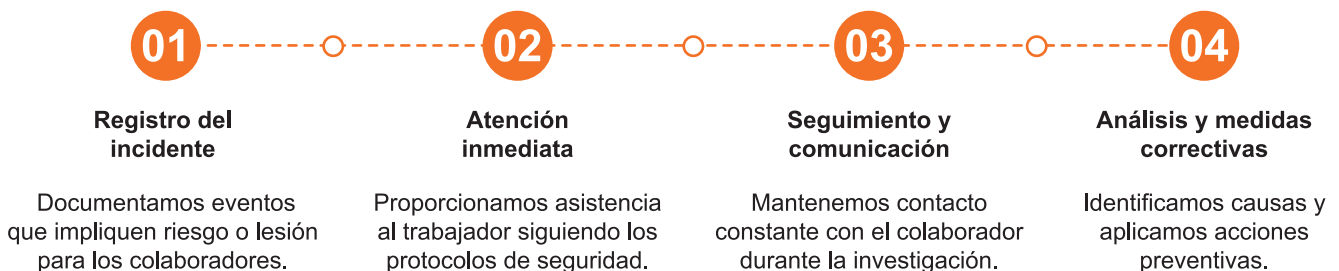 01
02
03
04
Registro del
incidente
Documentamos eventos
que impliquen riesgo o lesión
para los colaboradores.
Atención
inmediata
Proporcionamos asistencia
al trabajador siguiendo los
protocolos de seguridad.
Seguimiento y
comunicación
Mantenemos contacto
constante con el colaborador
durante la investigación.
Análisis y medidas
correctivas
Identificamos causas y
aplicamos acciones
preventivas.